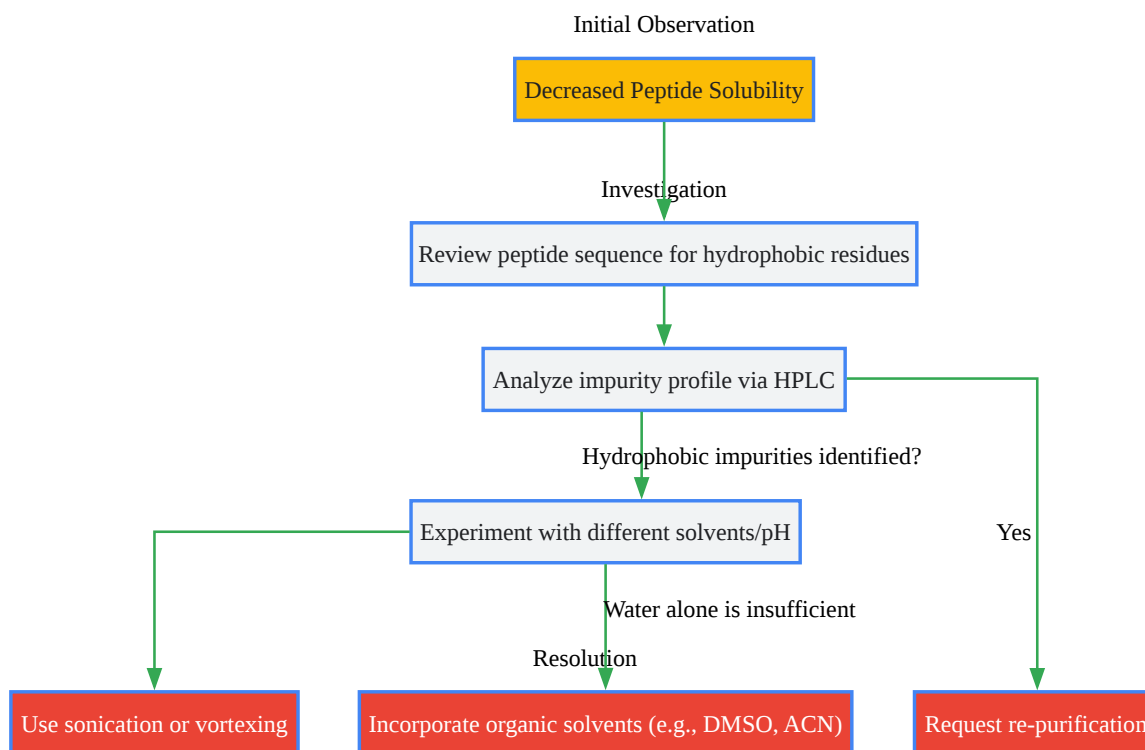 Initial Observation
Decreased Peptide Solubility
Investigation
Review peptide sequence for hydrophobic residues
Analyze impurity profile via HPLC
Hydrophobic impurities identified?
Experiment with different solvents/pH
Yes
Water alone is insufficient
Resolution
Use sonication or vortexing
Incorporate organic solvents (e.g., DMSO, ACN)
Request re-purification